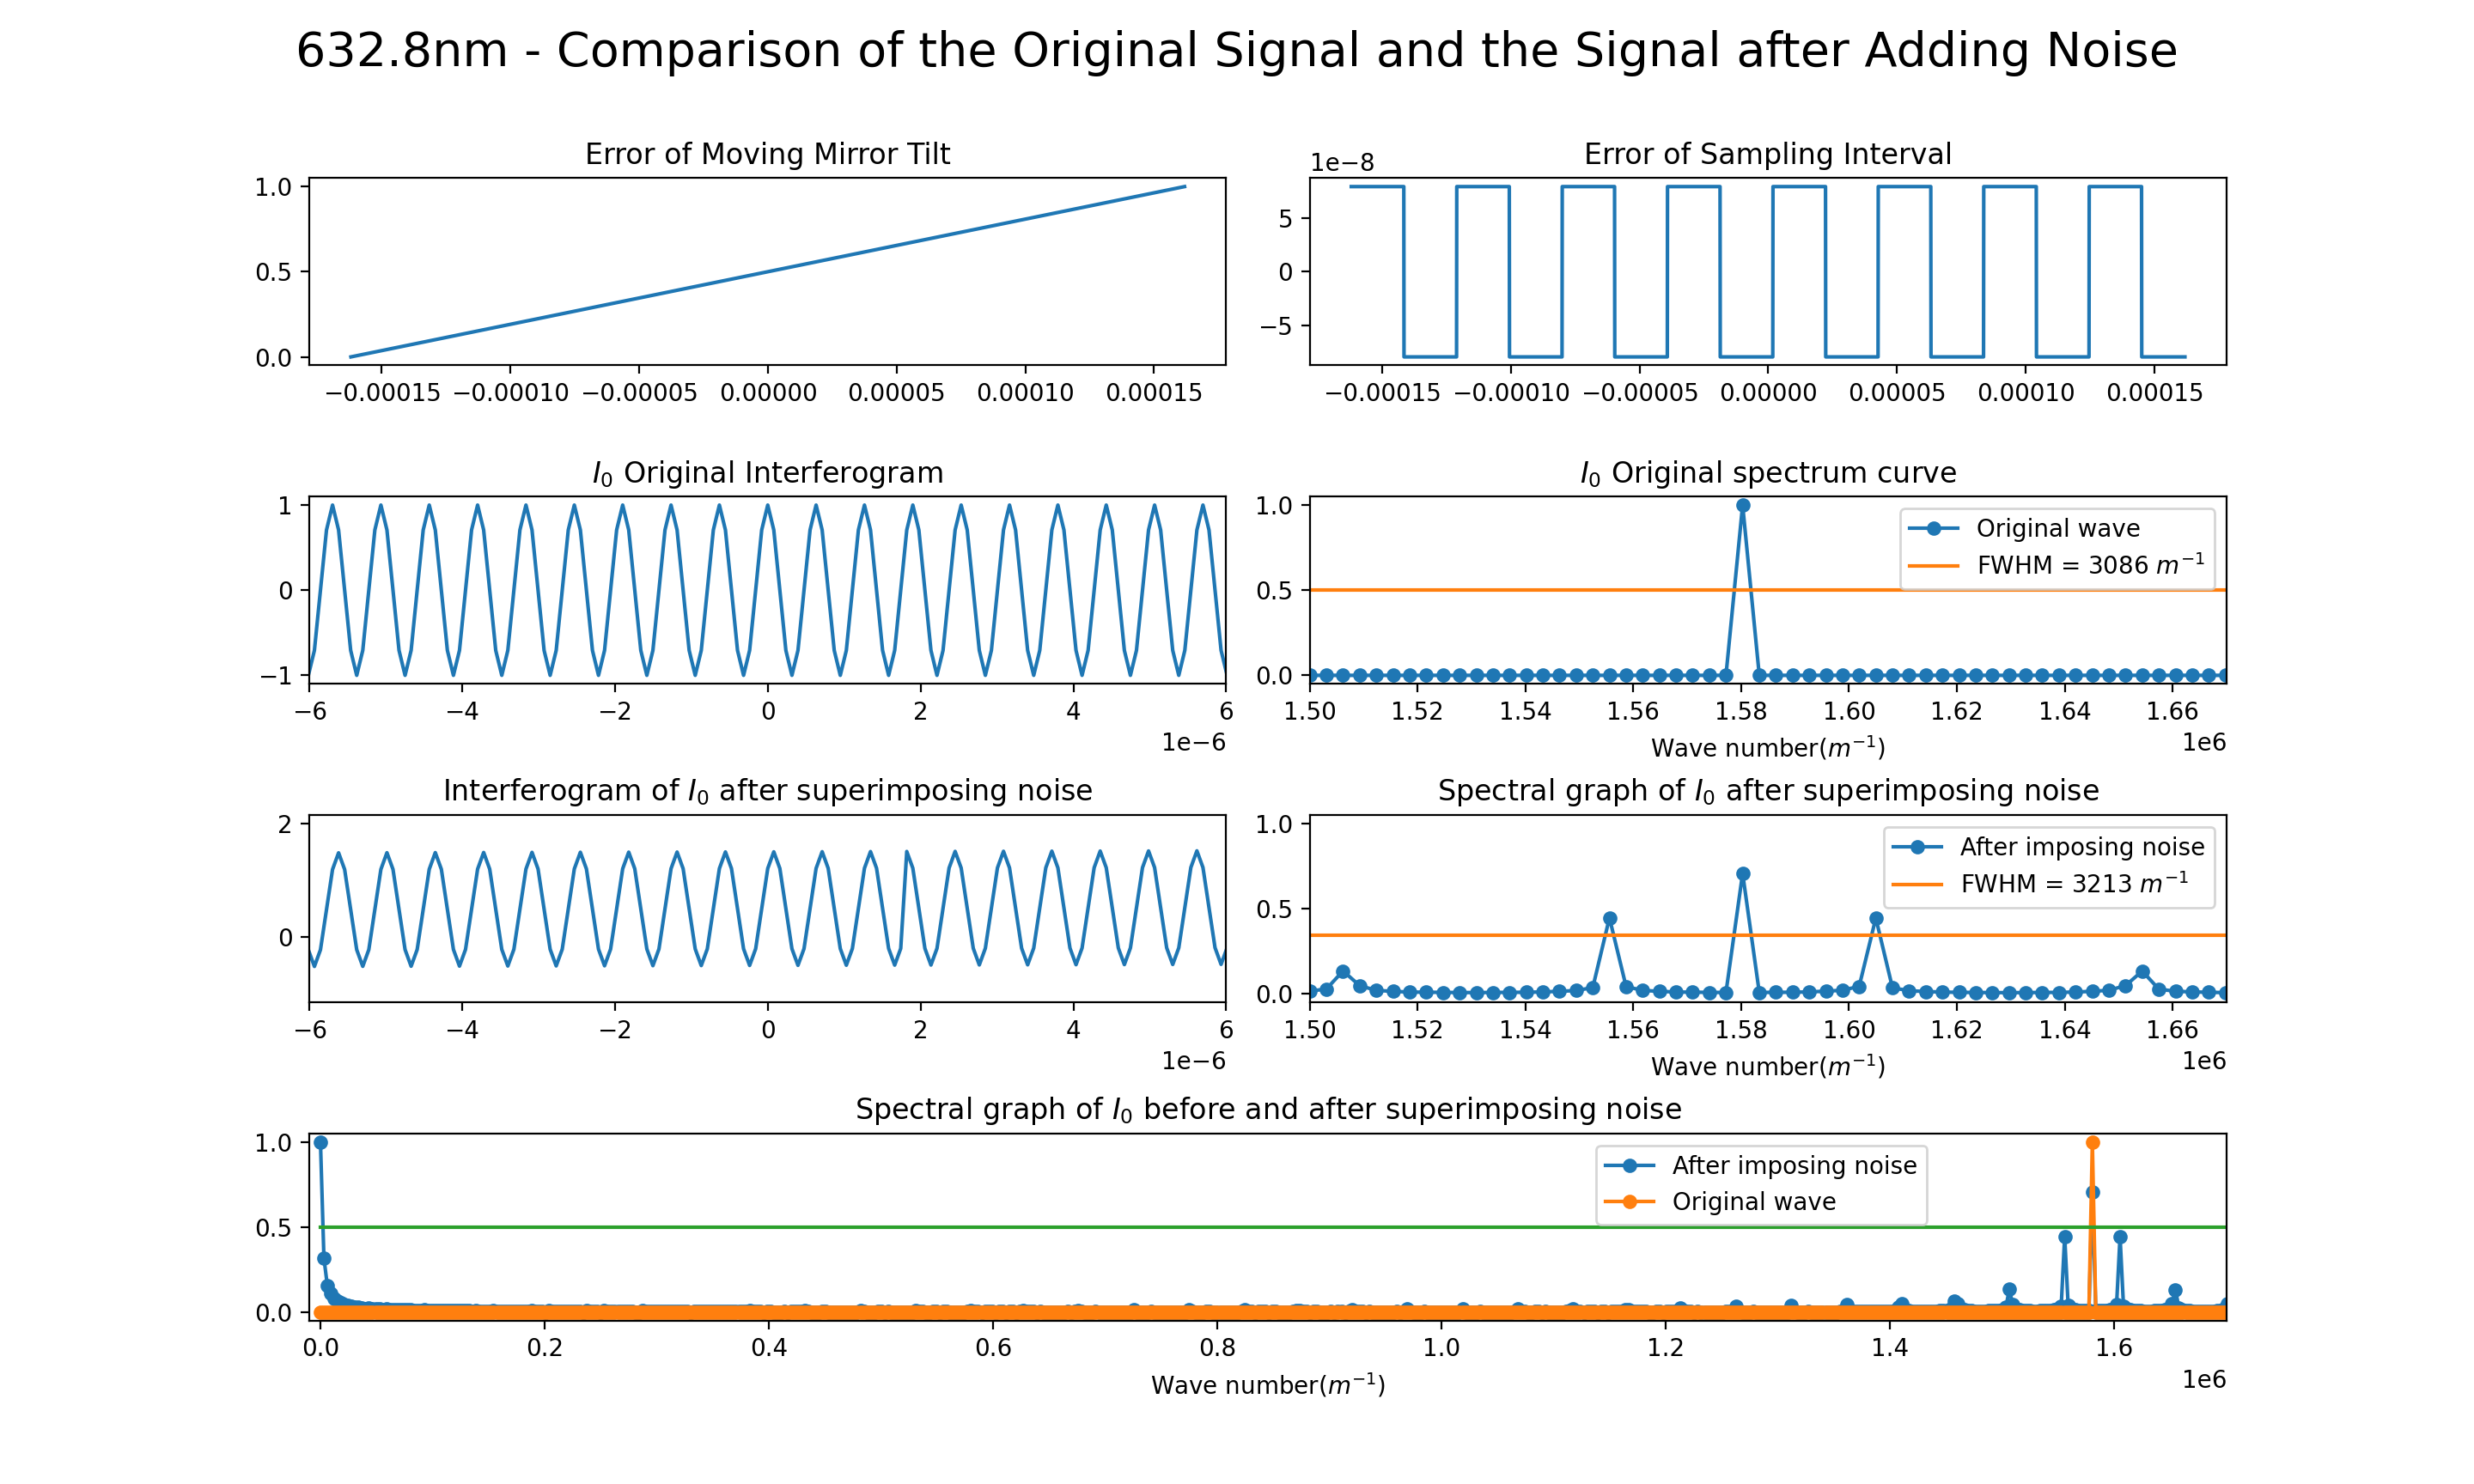 632.8nm - Comparison of the Original Signal and the Signal after Adding Noise
Error of Moving Mirror Tilt
1.0
0.5
0.0
−0.00015 −0.00010 −0.00005 0.00000 0.00005 0.00010 0.00015
Error of Sampling Interval
1e−8
5
0
−5
−0.00015 −0.00010 −0.00005 0.00000 0.00005 0.00010 0.00015
I₀ Original Interferogram
1
0
−1
−6 −4 −2 0 2 4 6
1e−6
I₀ Original spectrum curve
1.0
0.5
0.0
Original wave
FWHM = 3086 m⁻¹
1.50 1.52 1.54 1.56 1.58 1.60 1.62 1.64 1.66
Wave number(m⁻¹)
1e6
Interferogram of I₀ after superimposing noise
2
0
−6 −4 −2 0 2 4 6
1e−6
Spectral graph of I₀ after superimposing noise
1.0
0.5
0.0
After imposing noise
FWHM = 3213 m⁻¹
1.50 1.52 1.54 1.56 1.58 1.60 1.62 1.64 1.66
Wave number(m⁻¹)
1e6
Spectral graph of I₀ before and after superimposing noise
1.0
0.5
0.0
After imposing noise
Original wave
0.0 0.2 0.4 0.6 0.8 1.0 1.2 1.4 1.6
Wave number(m⁻¹)
1e6